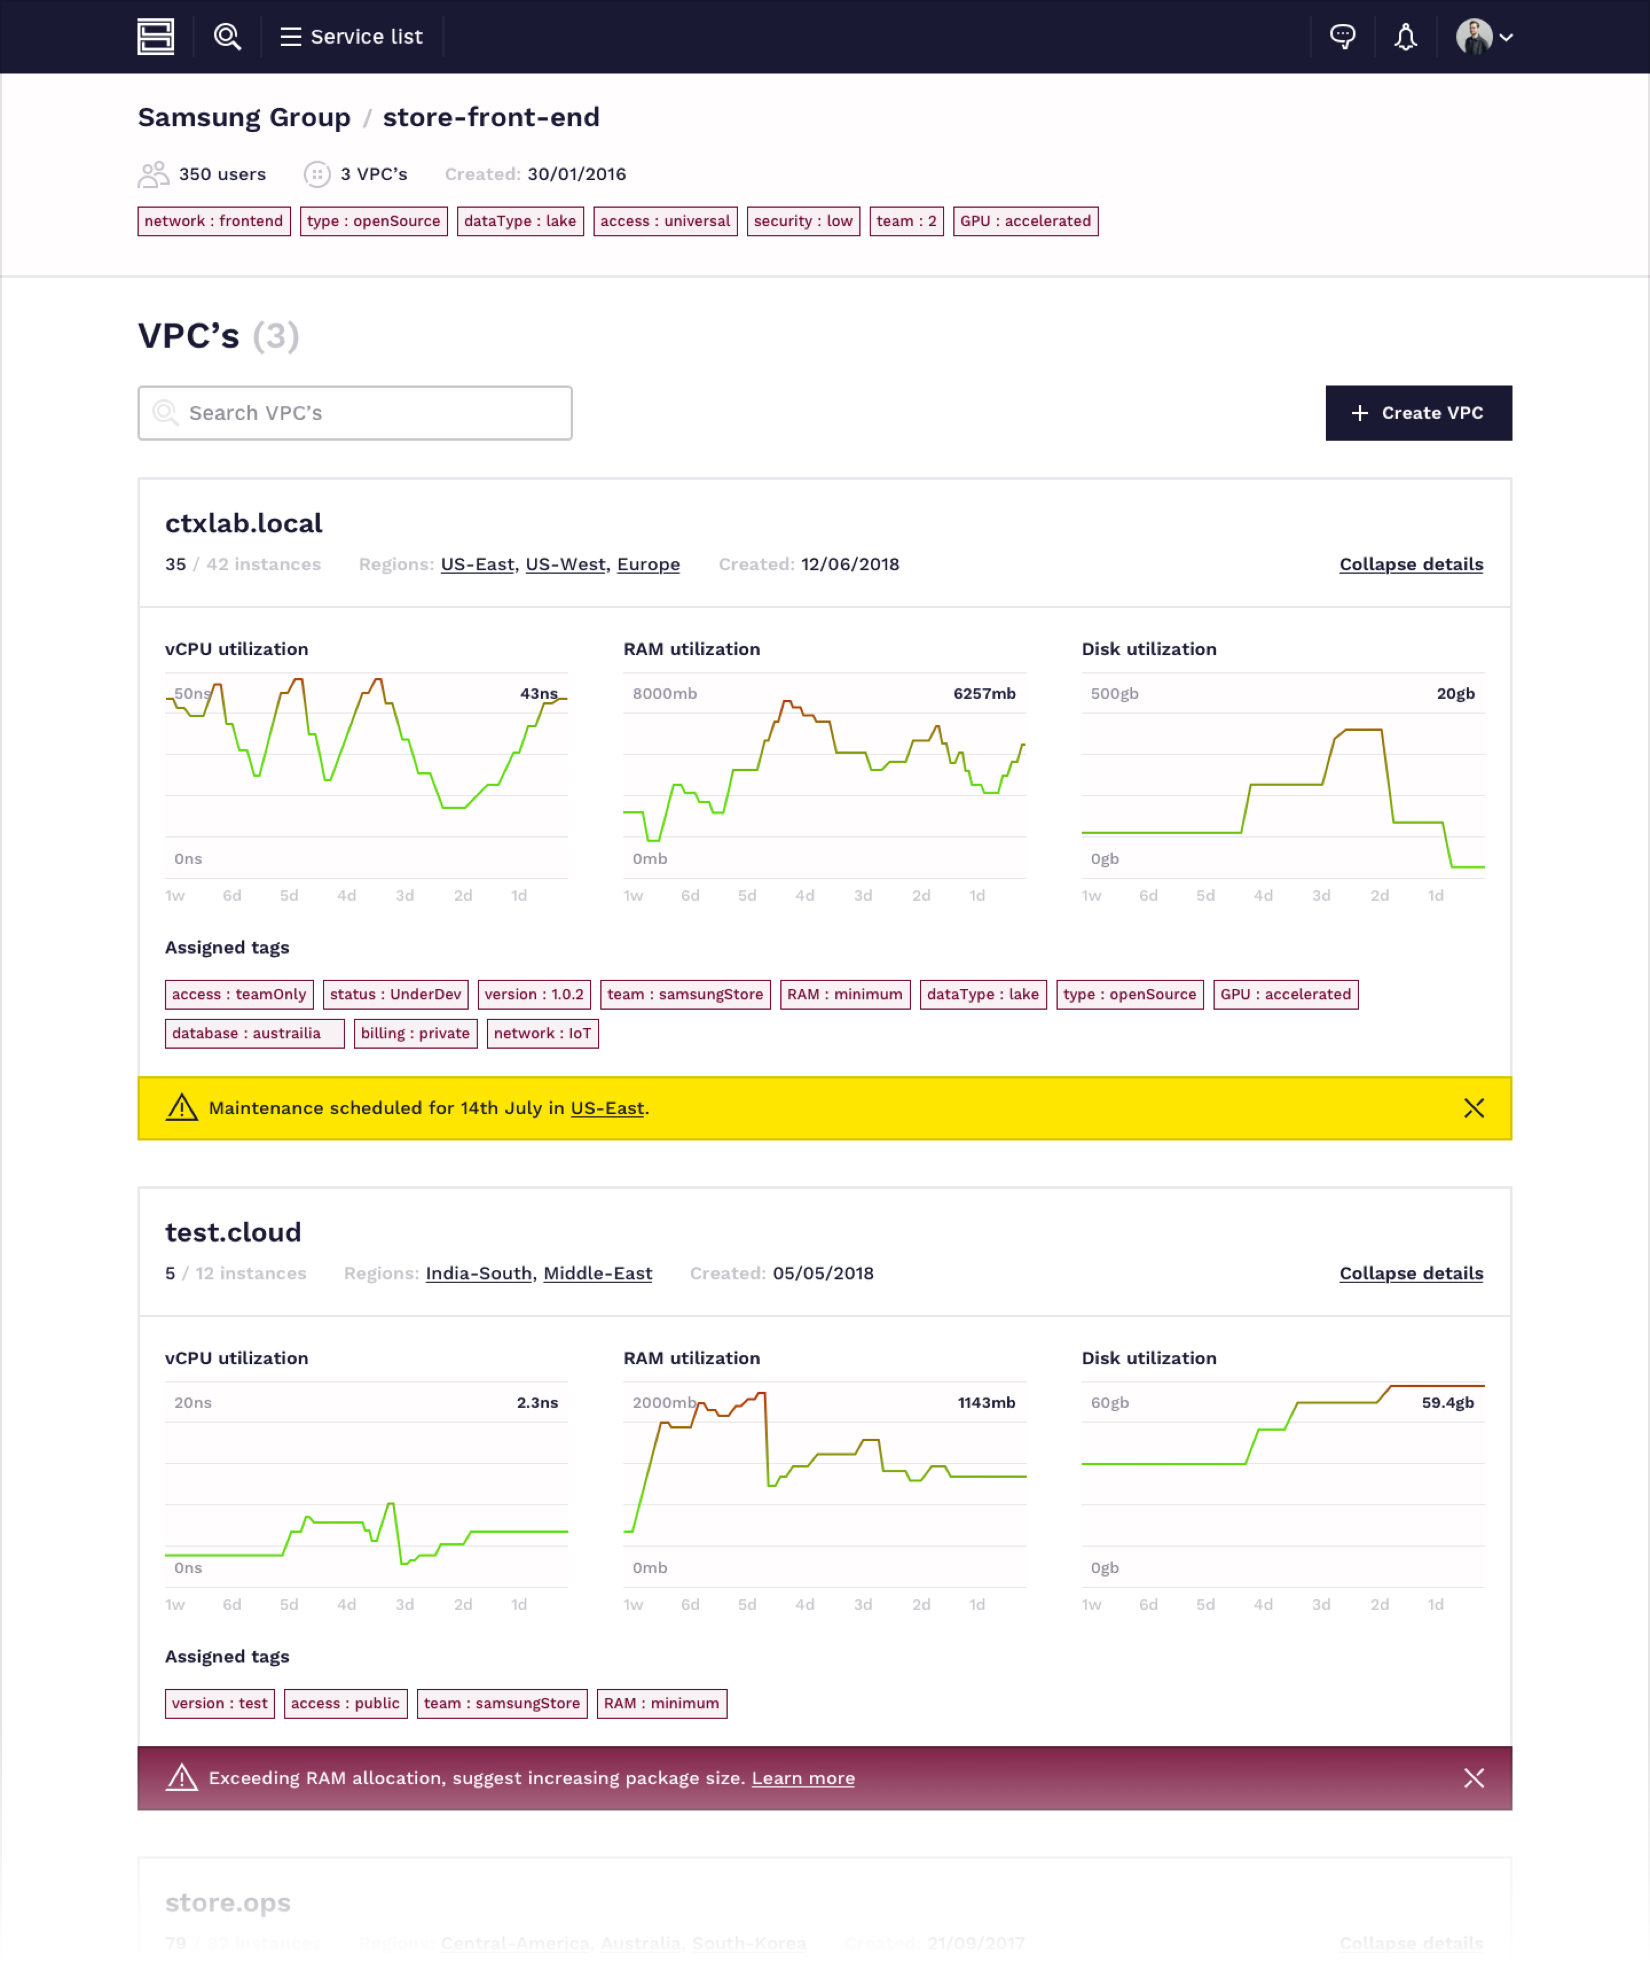 Service list
Samsung Group / store-front-end
350 users 3 VPC’s Created: 30/01/2016
network : frontend type : openSource dataType : lake access : universal security : low team : 2 GPU : accelerated
VPC’s (3)
Search VPC’s
+ Create VPC
ctxlab.local
35 / 42 instances Regions: US-East, US-West, Europe Created: 12/06/2018 Collapse details
vCPU utilization RAM utilization Disk utilization
50ns 43ns 8000mb 6257mb 500gb 20gb
0ns 0mb 0gb
1w 6d 5d 4d 3d 2d 1d 1w 6d 5d 4d 3d 2d 1d 1w 6d 5d 4d 3d 2d 1d
Assigned tags
access : teamOnly status : UnderDev version : 1.0.2 team : samsungStore RAM : minimum dataType : lake type : openSource GPU : accelerated
database : austrailia billing : private network : IoT
Maintenance scheduled for 14th July in US-East.
test.cloud
5 / 12 instances Regions: India-South, Middle-East Created: 05/05/2018 Collapse details
vCPU utilization RAM utilization Disk utilization
20ns 2.3ns 2000mb 1143mb 60gb 59.4gb
0ns 0mb 0gb
1w 6d 5d 4d 3d 2d 1d 1w 6d 5d 4d 3d 2d 1d 1w 6d 5d 4d 3d 2d 1d
Assigned tags
version : test access : public team : samsungStore RAM : minimum
Exceeding RAM allocation, suggest increasing package size. Learn more
store.ops
79 / 82 instances Regions: Central-America, Australia, South-Korea Created: 21/09/2017 Collapse details